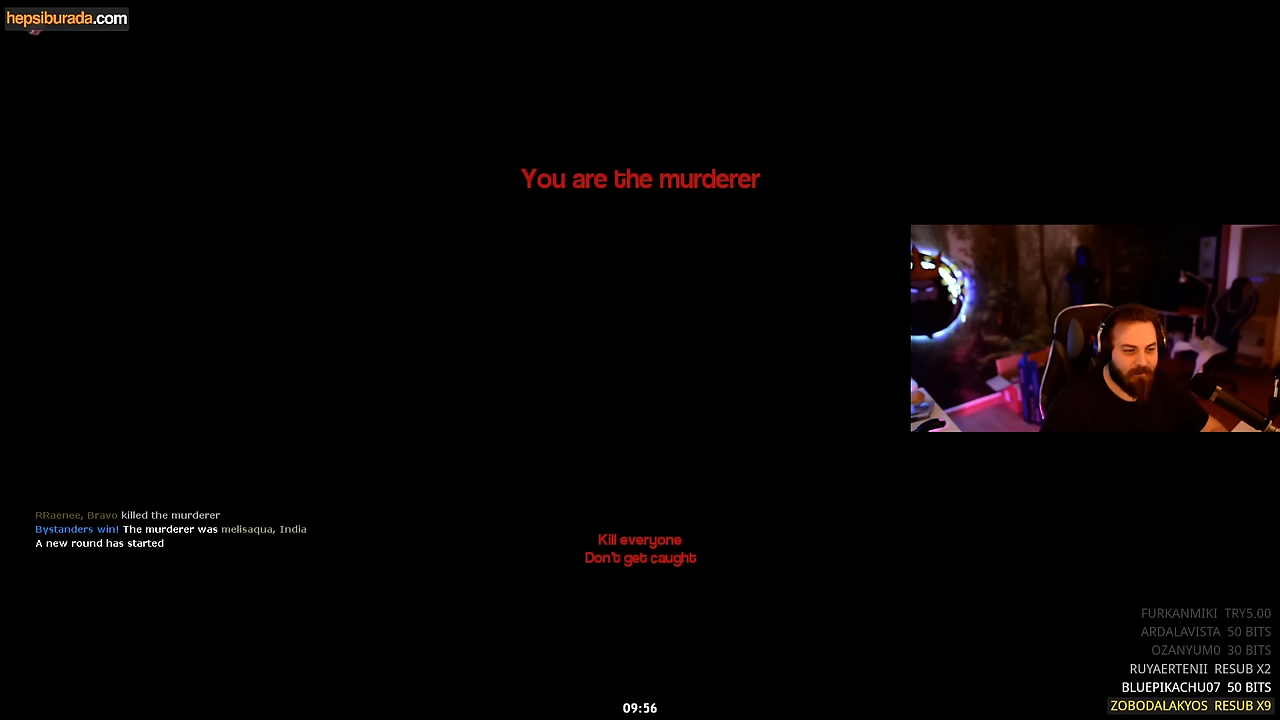 hepsiburada.com
You are the murderer
RRaenee, Bravo killed the murderer
Bystanders win! The murderer was melisaqua, India
A new round has started
Kill everyone
Don't get caught
FURKANMIKI TRY5.00
ARDALAVISTA 50 BITS
OZANYUM0 30 BITS
RUYAERTENII RESUB X2
BLUEPIKACHU07 50 BITS
ZOBODALAKYOS RESUB X9
09:56